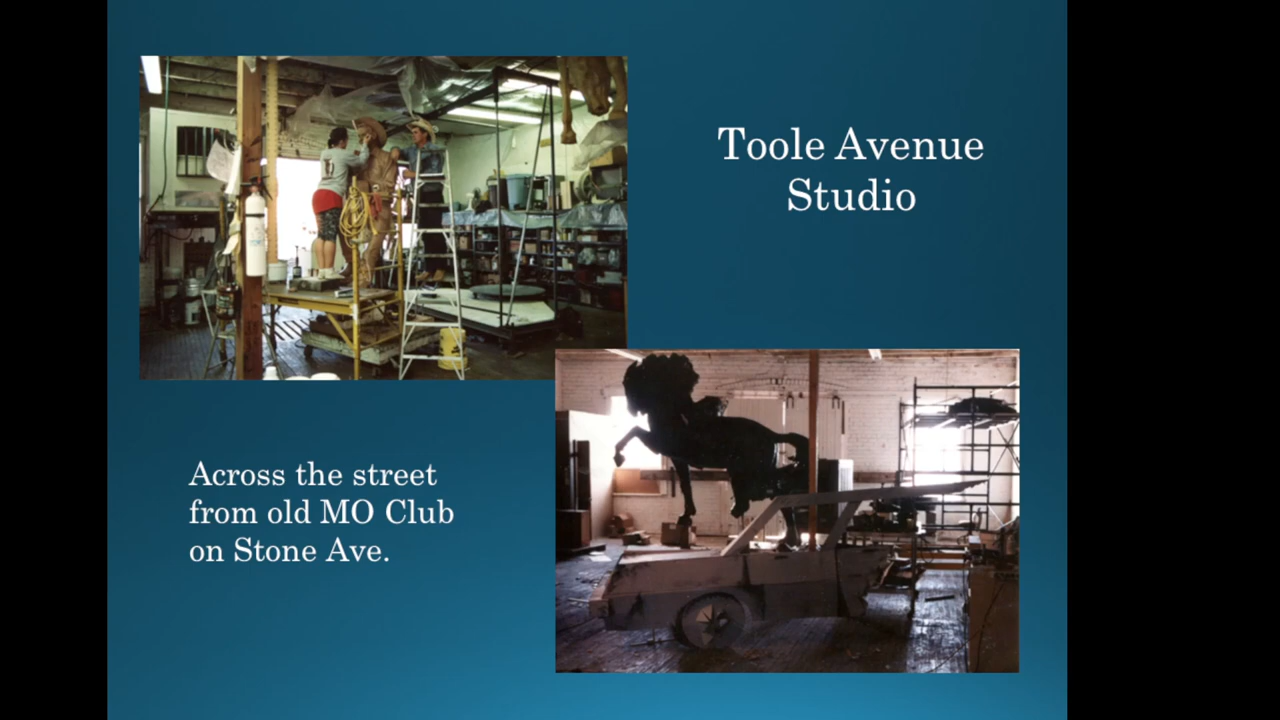 Toole Avenue
Studio
Across the street
from old MO Club
on Stone Ave.